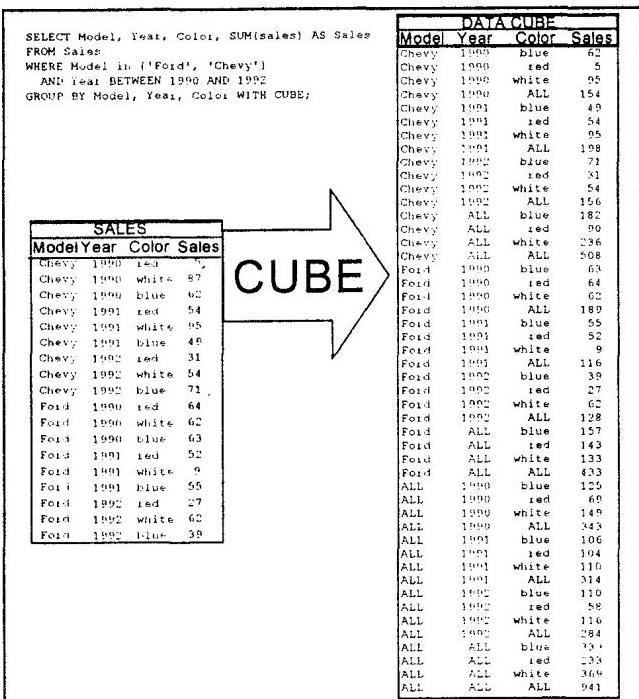 SELECT Model, Year, Color, SUM(sales) AS Sales
FROM Sales
WHERE Model in {'Ford', 'Chevy'}
AND Year BETWEEN 1990 AND 1992
GROUP BY Model, Year, Color WITH CUBE;
SALES
Model Year Color Sales
Chevy 1990 red 5
Chevy 1990 white 87
Chevy 1990 blue 62
Chevy 1991 red 54
Chevy 1991 white 95
Chevy 1991 blue 49
Chevy 1992 red 31
Chevy 1992 white 54
Chevy 1992 blue 71
Ford 1990 red 64
Ford 1990 white 62
Ford 1990 blue 63
Ford 1991 red 52
Ford 1991 white 9
Ford 1991 blue 55
Ford 1992 red 27
Ford 1992 white 62
Ford 1992 blue 39
CUBE
DATA CUBE
Model Year Color Sales
Chevy 1990 blue 62
Chevy 1990 red 5
Chevy 1990 white 95
Chevy 1990 ALL 154
Chevy 1991 blue 49
Chevy 1991 red 54
Chevy 1991 white 95
Chevy 1991 ALL 198
Chevy 1992 blue 71
Chevy 1992 red 31
Chevy 1992 white 54
Chevy 1992 ALL 156
Chevy ALL blue 182
Chevy ALL red 90
Chevy ALL white 236
Chevy ALL ALL 508
Ford 1990 blue 63
Ford 1990 red 64
Ford 1990 white 62
Ford 1990 ALL 189
Ford 1991 blue 55
Ford 1991 red 52
Ford 1991 white 9
Ford 1991 ALL 116
Ford 1992 blue 39
Ford 1992 red 27
Ford 1992 white 62
Ford 1992 ALL 128
Ford ALL blue 157
Ford ALL red 143
Ford ALL white 133
Ford ALL ALL 433
ALL 1990 blue 125
ALL 1990 red 69
ALL 1990 white 149
ALL 1990 ALL 343
ALL 1991 blue 106
ALL 1991 red 104
ALL 1991 white 110
ALL 1991 ALL 314
ALL 1992 blue 110
ALL 1992 red 58
ALL 1992 white 116
ALL 1992 ALL 284
ALL ALL blue
ALL ALL red 233
ALL ALL white 369
ALL ALL ALL 941